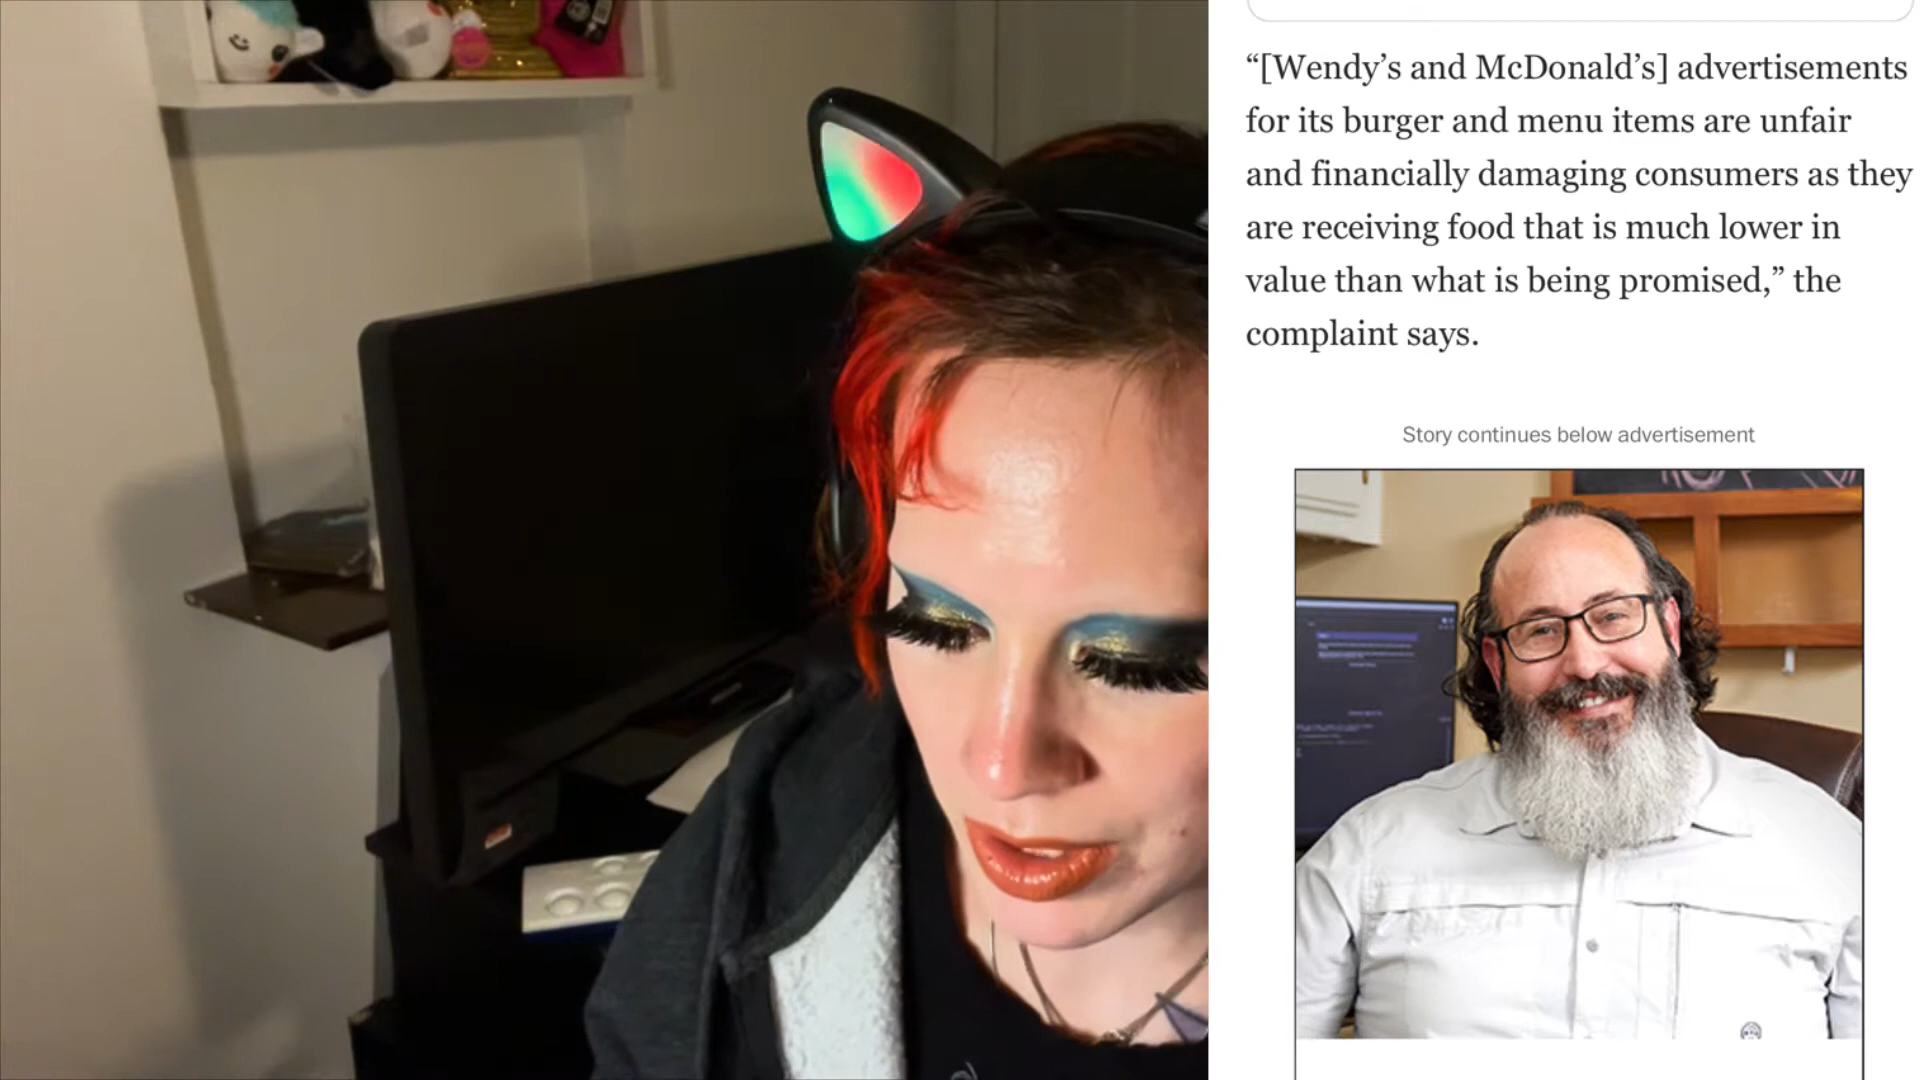 “[Wendy’s and McDonald’s] advertisements
for its burger and menu items are unfair
and financially damaging consumers as they
are receiving food that is much lower in
value than what is being promised,” the
complaint says.
Story continues below advertisement